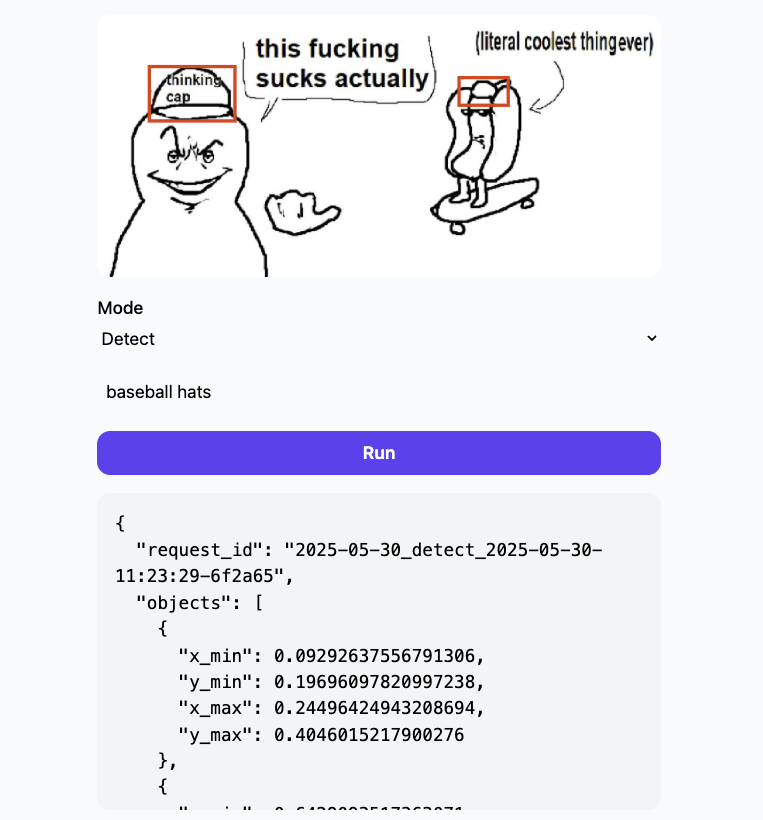 this fucking
sucks actually
(literal coolest thingever)
thinking
cap
Mode
Detect
baseball hats
Run
{
"request_id": "2025-05-30_detect_2025-05-30-
11:23:29-6f2a65",
"objects": [
{
"x_min": 0.09292637556791306,
"y_min": 0.19696097820997238,
"x_max": 0.24496424943208694,
"y_max": 0.4046015217900276
},
{